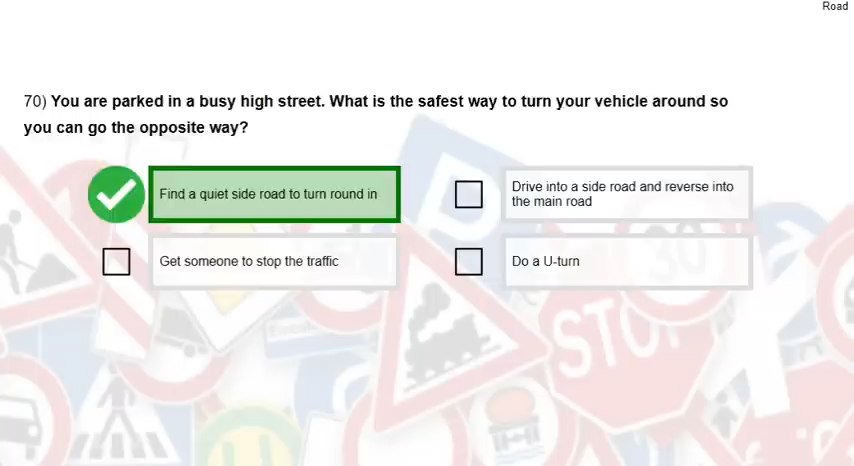 Road
70) You are parked in a busy high street. What is the safest way to turn your vehicle around so
you can go the opposite way?
Find a quiet side road to turn round in
Drive into a side road and reverse into
the main road
Get someone to stop the traffic
Do a U-turn
STOP
30